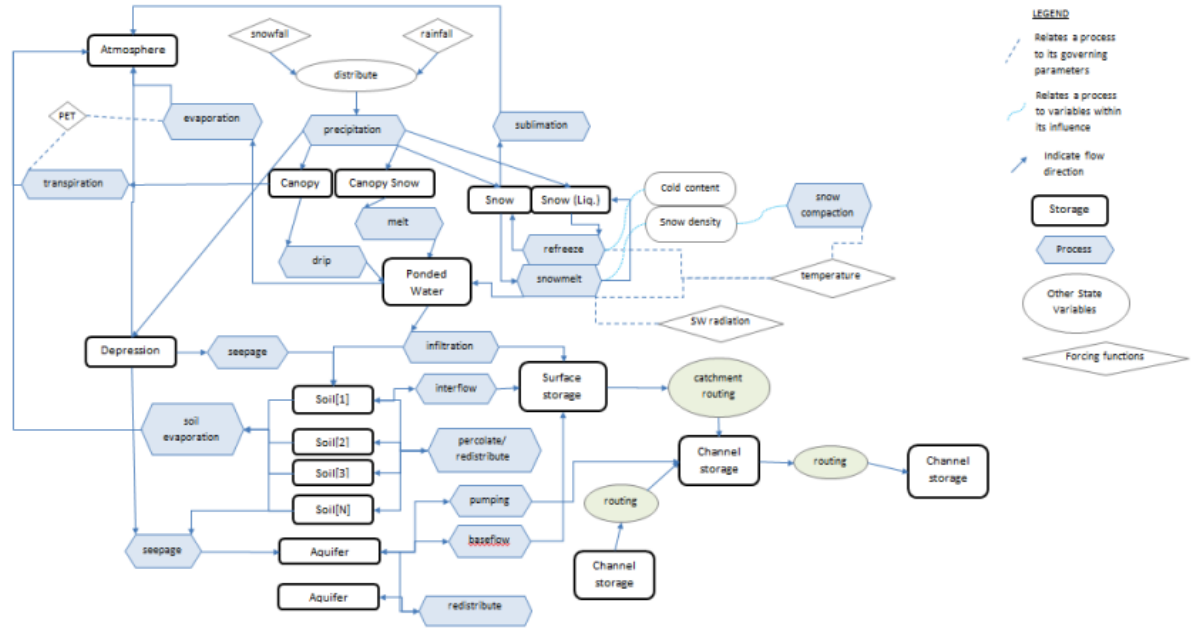 LEGEND
Relates a process
to its governing
parameters
Relates a process
to variables within
its influence
Indicate flow
direction
Storage
Process
Other State
Variables
Forcing functions
snowfall
rainfall
Atmosphere
distribute
PET
evaporation
precipitation
sublimation
transpiration
Canopy
Canopy Snow
Snow
Snow (Liq.)
Cold content
Snow density
snow
compaction
melt
drip
refreeze
snowmelt
Ponded
Water
temperature
SW radiation
Depression
seepage
infiltration
Surface
storage
catchment
routing
Soil[1]
interflow
soil
evaporation
Soil[2]
Soil[3]
percolate/
redistribute
Channel
storage
routing
Channel
storage
Soil[N]
pumping
routing
seepage
Aquifer
baseflow
Channel
storage
Aquifer
redistribute